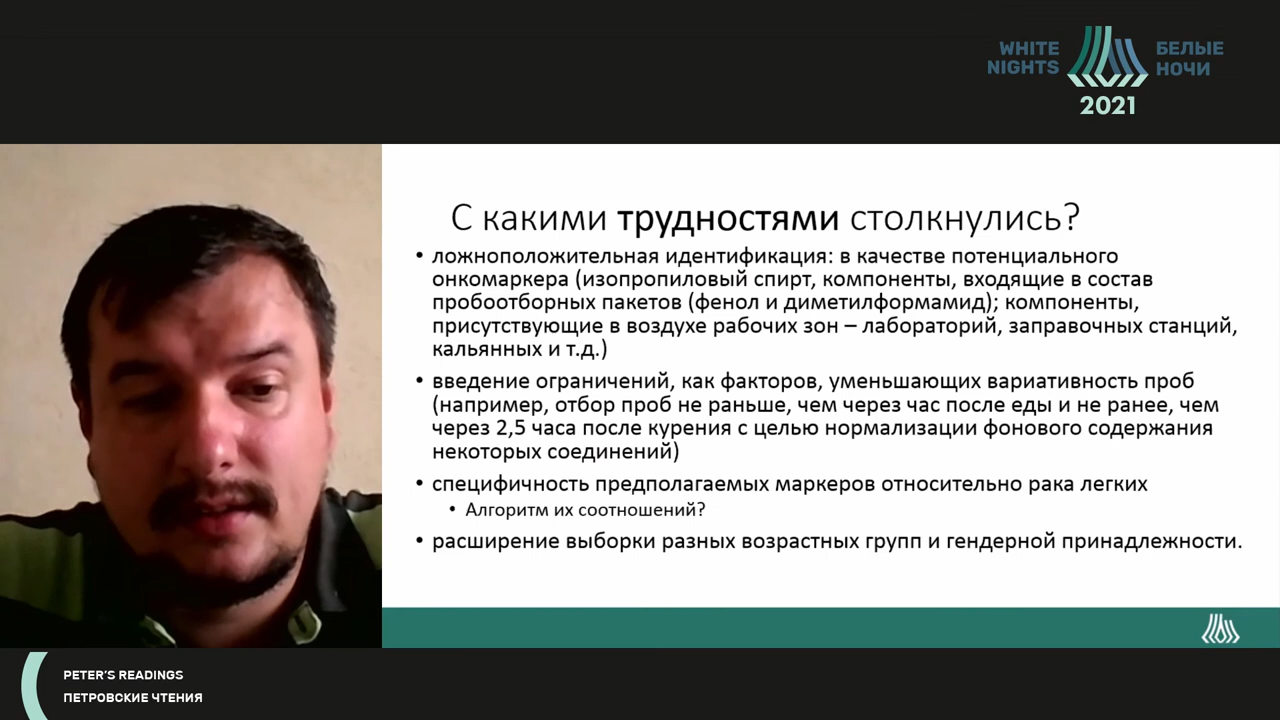 WHITE NIGHTS
БЕЛЫЕ НОЧИ
2021
С какими трудностями столкнулись?
• ложноположительная идентификация: в качестве потенциального
онкомаркера (изопропиловый спирт, компоненты, входящие в состав
пробоотборных пакетов (фенол и диметилформамид); компоненты,
присутствующие в воздухе рабочих зон – лабораторий, заправочных станций,
кальянных и т.д.)
• введение ограничений, как факторов, уменьшающих вариативность проб
(например, отбор проб не раньше, чем через час после еды и не ранее, чем
через 2,5 часа после курения с целью нормализации фонового содержания
некоторых соединений)
• специфичность предполагаемых маркеров относительно рака легких
• Алгоритм их соотношений?
• расширение выборки разных возрастных групп и гендерной принадлежности.
PETER'S READINGS
ПЕТРОВСКИЕ ЧТЕНИЯ